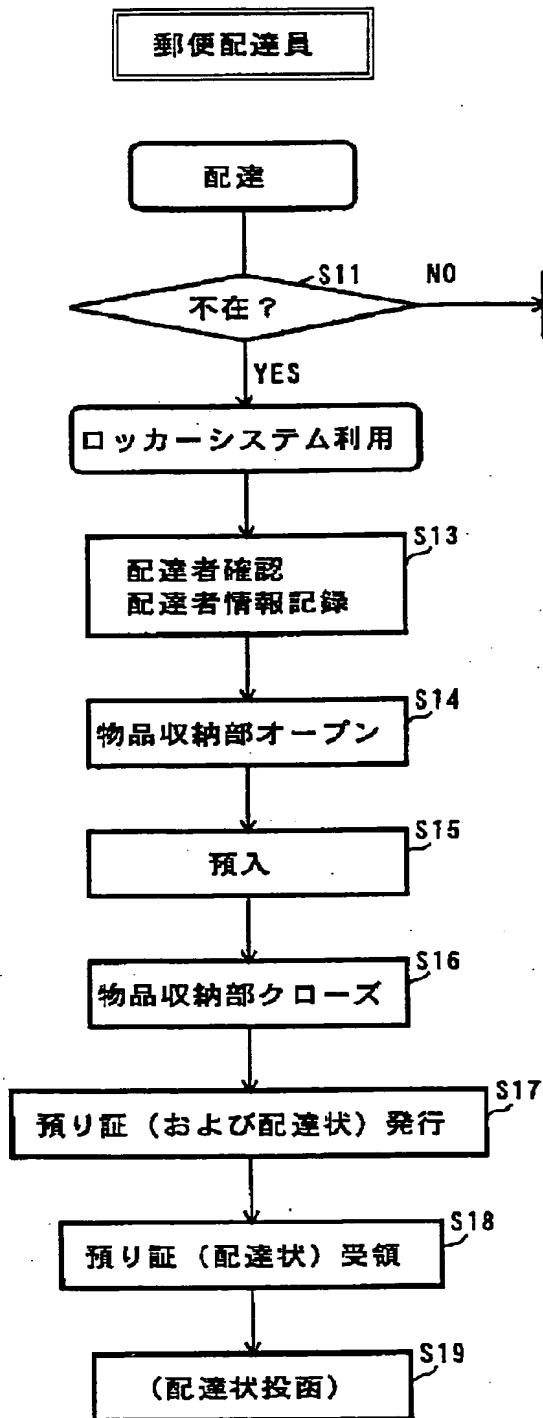 郵便配達員
配達
S11
NO
不在?
YES
ロッカーシステム利用
S13
配達者確認
配達者情報記録
S14
物品収納部オープン
S15
預入
S16
物品収納部クローズ
S17
預り証（および配達状）発行
S18
預り証（配達状）受領
S19
（配達状投函）